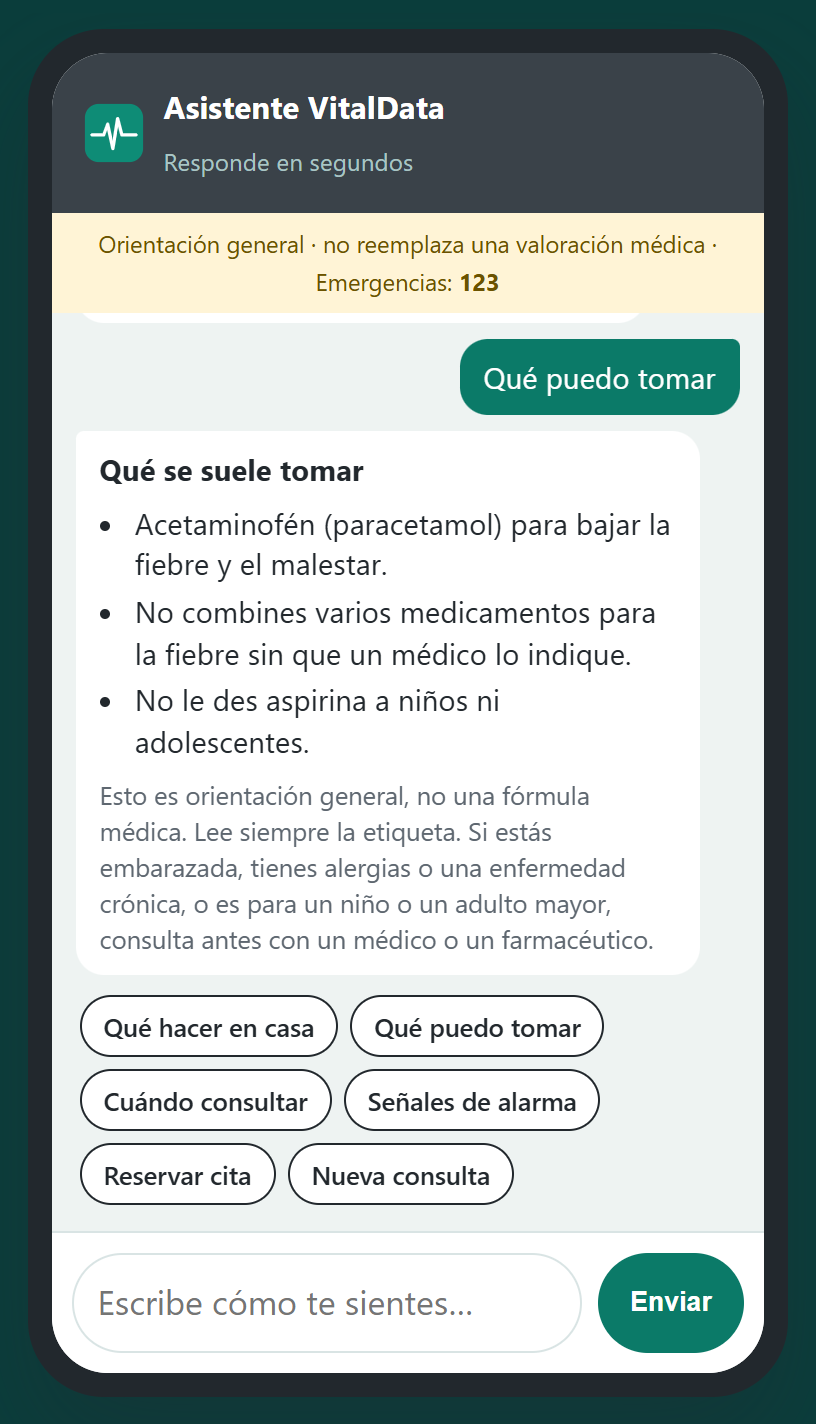 Asistente VitalData
Responde en segundos
Orientación general · no reemplaza una valoración médica ·
Emergencias: 123
Qué puedo tomar
Qué se suele tomar
• Acetaminofén (paracetamol) para bajar la
fiebre y el malestar.
• No combines varios medicamentos para
la fiebre sin que un médico lo indique.
• No le des aspirina a niños ni
adolescentes.
Esto es orientación general, no una fórmula
médica. Lee siempre la etiqueta. Si estás
embarazada, tienes alergias o una enfermedad
crónica, o es para un niño o un adulto mayor,
consulta antes con un médico o un farmacéutico.
Qué hacer en casa
Qué puedo tomar
Cuándo consultar
Señales de alarma
Reservar cita
Nueva consulta
Escribe cómo te sientes...
Enviar